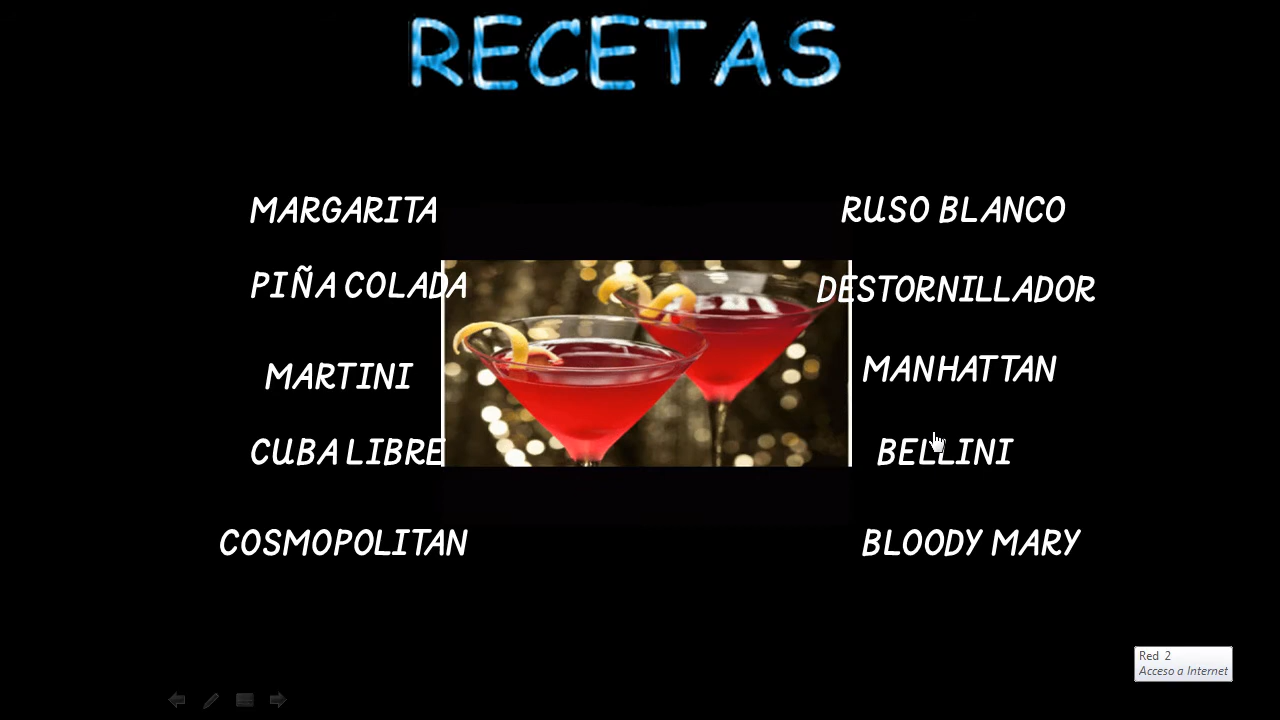 RECETAS
MARGARITA
PIÑA COLADA
MARTINI
CUBA LIBRE
COSMOPOLITAN
RUSO BLANCO
DESTORNILLADOR
MANHATTAN
BELLINI
BLOODY MARY
Red 2
Acceso a Internet